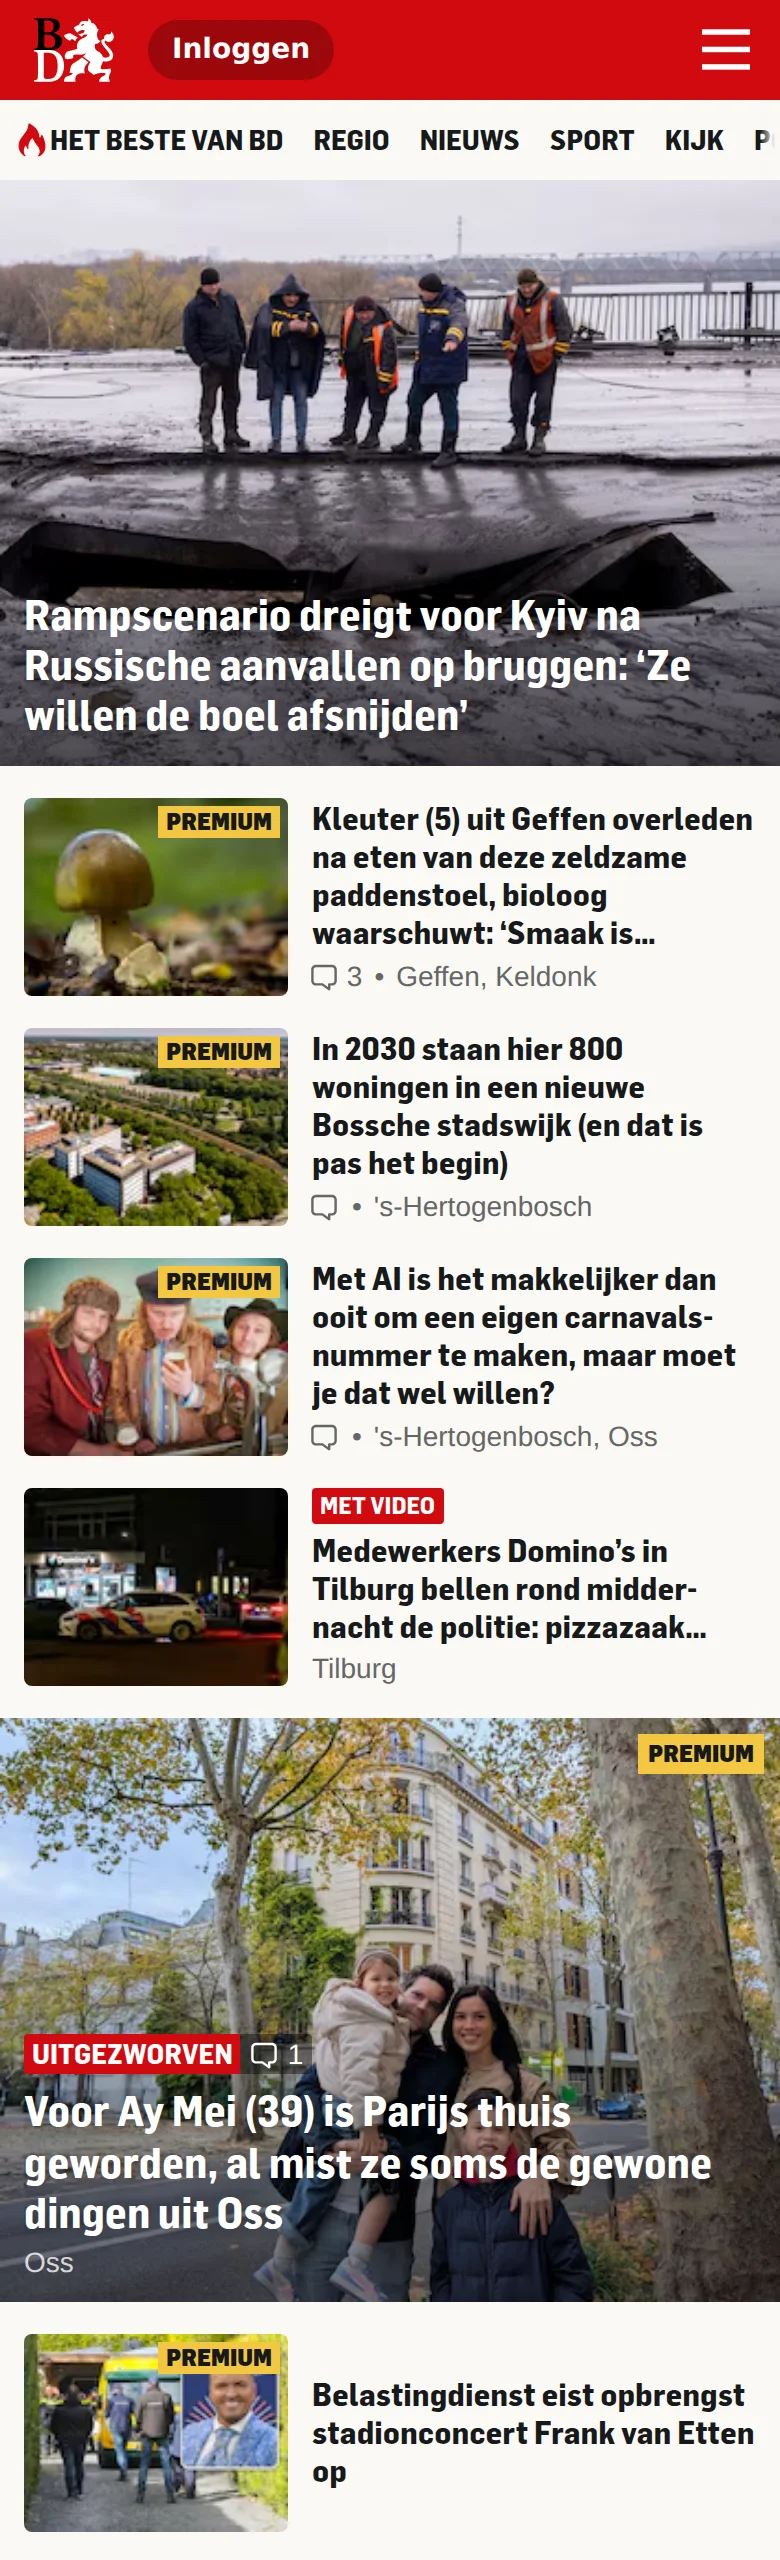 BD
Inloggen
HET BESTE VAN BD REGIO NIEUWS SPORT KIJK
Rampscenario dreigt voor Kyiv na
Russische aanvallen op bruggen: ‘Ze
willen de boel afsnijden’
PREMIUM
Kleuter (5) uit Geffen overleden
na eten van deze zeldzame
paddenstoel, bioloog
waarschuwt: ‘Smaak is...
3 • Geffen, Keldonk
PREMIUM
In 2030 staan hier 800
woningen in een nieuwe
Bossche stadswijk (en dat is
pas het begin)
• 's-Hertogenbosch
PREMIUM
Met AI is het makkelijker dan
ooit om een eigen carnavals-
nummer te maken, maar moet
je dat wel willen?
• 's-Hertogenbosch, Oss
Domino's
MET VIDEO
Medewerkers Domino’s in
Tilburg bellen rond midder-
nacht de politie: pizzazaak...
Tilburg
PREMIUM
UITGEZWORVEN 1
Voor Ay Mei (39) is Parijs thuis
geworden, al mist ze soms de gewone
dingen uit Oss
Oss
PREMIUM
Belastingdienst eist opbrengst
stadionconcert Frank van Etten
op